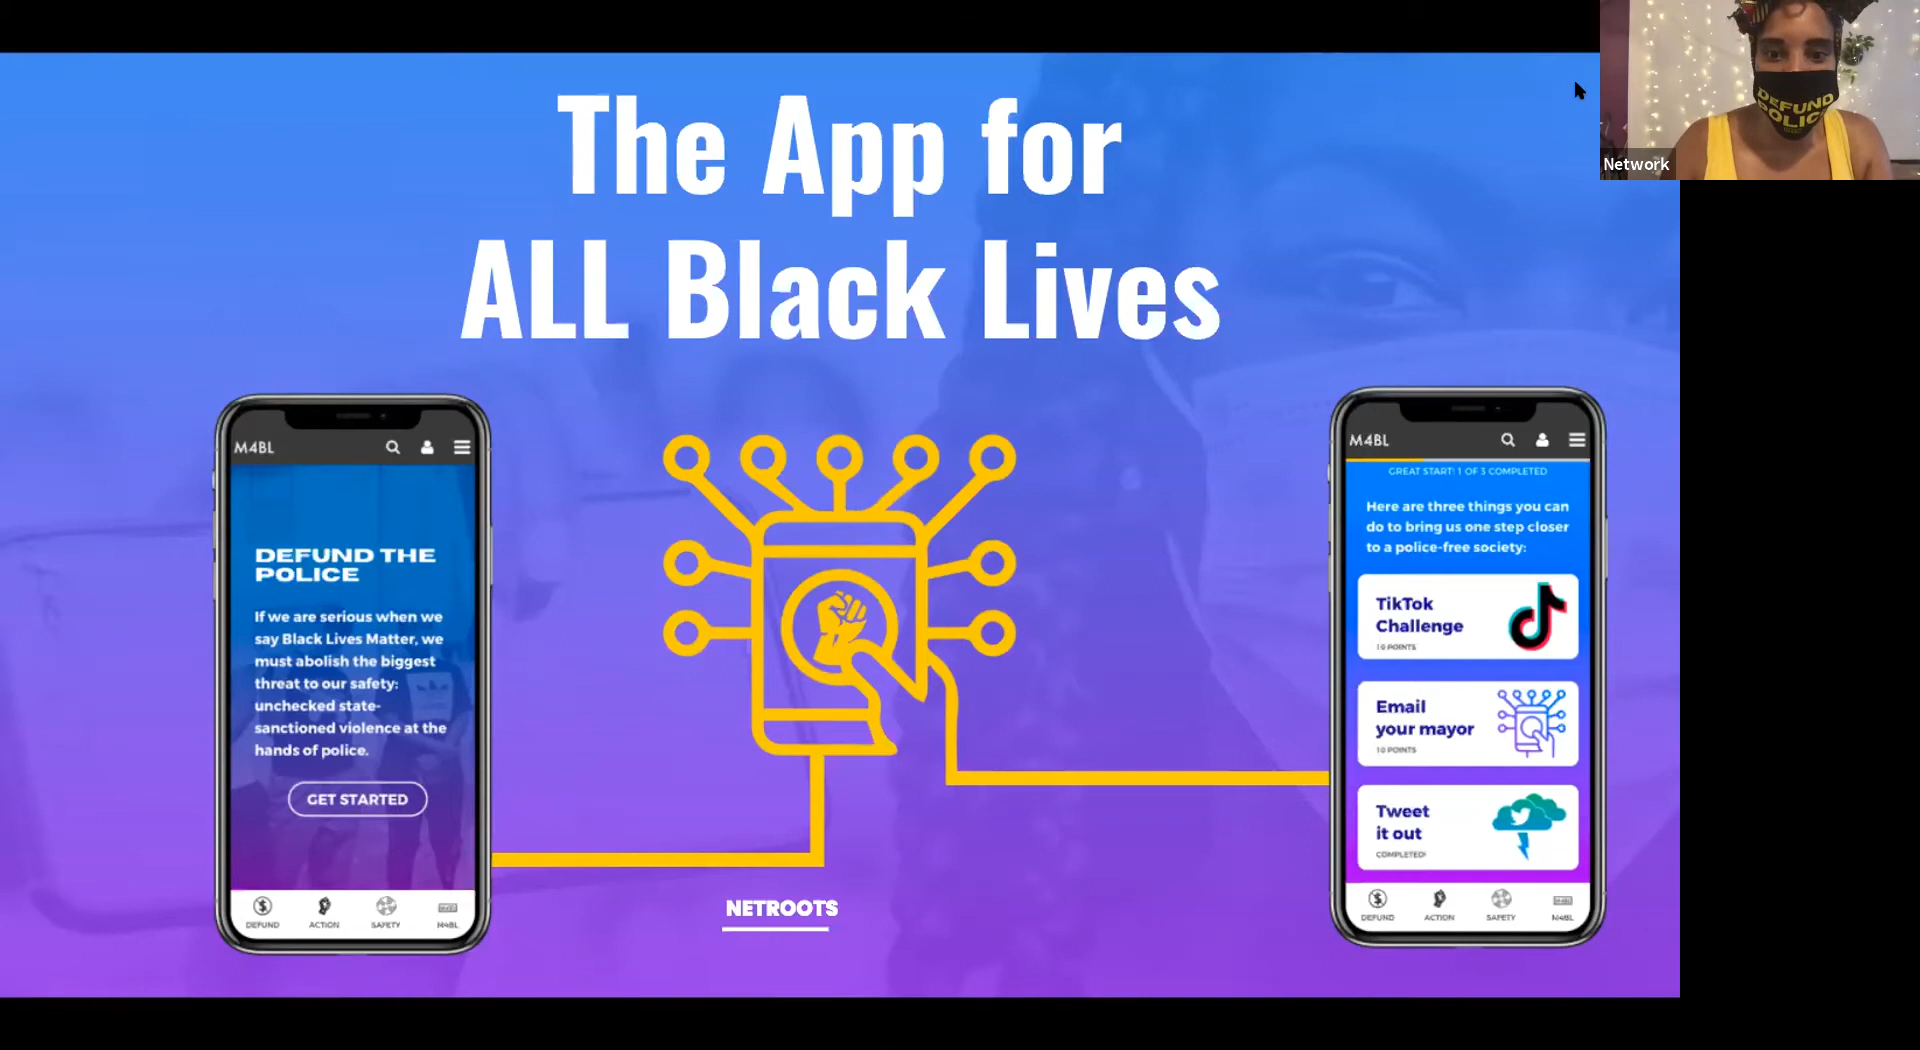 The App for
ALL Black Lives
Network
DEFUND
POLIC
M4BL
DEFUND THE
POLICE
If we are serious when we
say Black Lives Matter, we
must abolish the biggest
threat to our safety:
unchecked state-
sanctioned violence at the
hands of police.
GET STARTED
DEFUND
ACTION
SAFETY
M4BL
NETROOTS
M4BL
GREAT START! 1 OF 3 COMPLETED
Here are three things you can
do to bring us one step closer
to a police-free society:
TikTok
Challenge
10 POINTS
Email
your mayor
10 POINTS
Tweet
it out
COMPLETED!
DEFUND
ACTION
SAFETY
M4BL